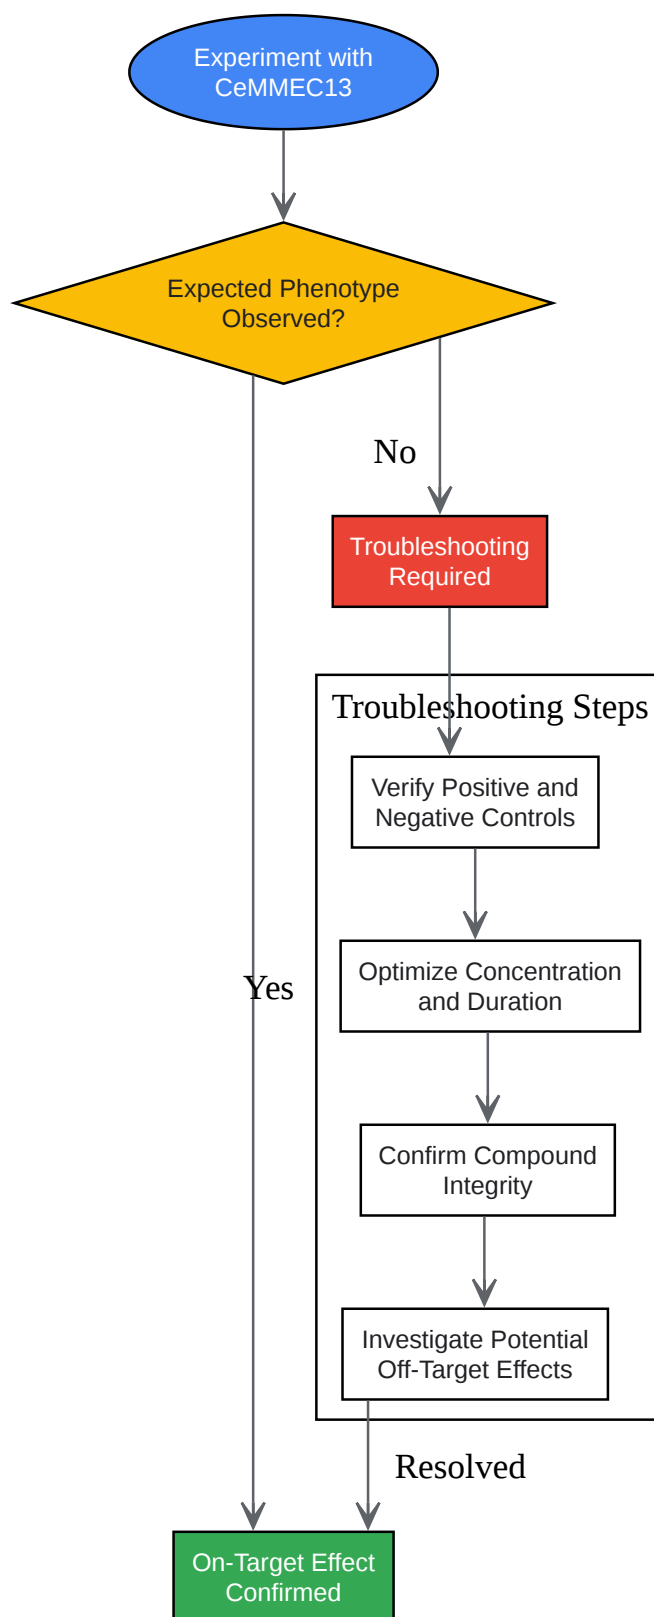 Experiment with
CeMMEC13
Expected Phenotype
Observed?
No
Troubleshooting
Required
Troubleshooting Steps
Verify Positive and
Negative Controls
Optimize Concentration
and Duration
Yes
Confirm Compound
Integrity
Investigate Potential
Off-Target Effects
Resolved
On-Target Effect
Confirmed